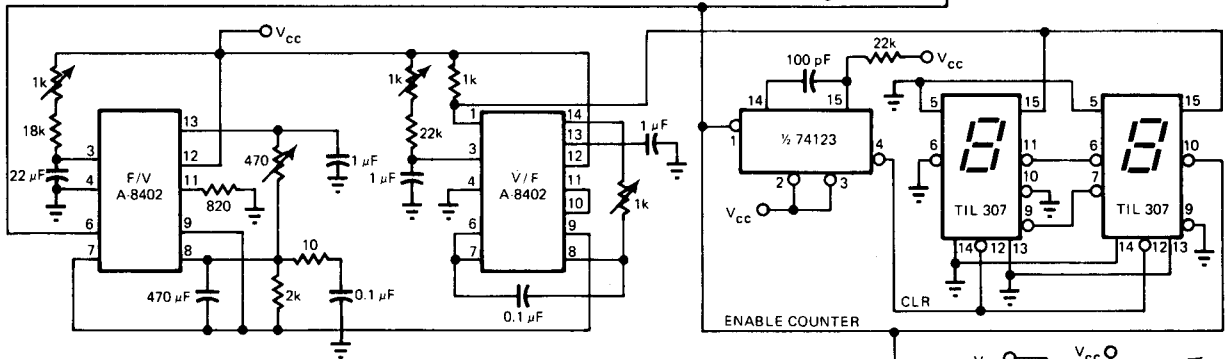 Vcc
1k
18k
22 µF
3
4
6
7
F/V
A-8402
13
12
11
9
8
820
470
1 µF
470 µF
2k
10
0.1 µF
1k
22k
1 µF
1k
1
3
4
6
7
V/F
A-8402
14
13
12
11
10
9
8
1 µF
1k
0.1 µF
100 pF
22k
Vcc
14
15
1
½ 74123
4
2
3
Vcc
5
6
15
11
10
9
TIL 307
14
12
13
5
6
7
15
10
9
TIL 307
14
12
13
CLR
ENABLE COUNTER
Vcc